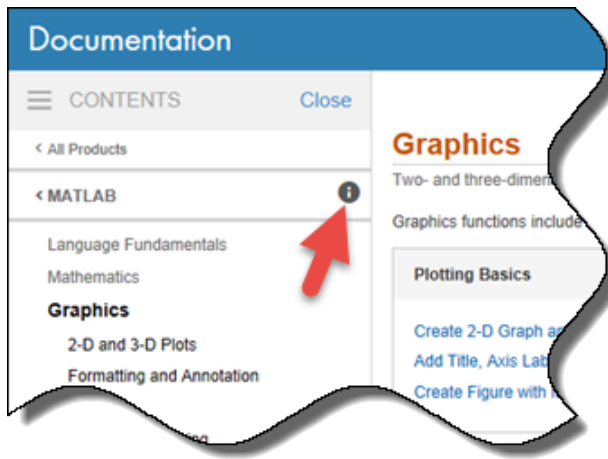 Documentation
CONTENTS Close
< All Products
< MATLAB
Language Fundamentals
Mathematics
Graphics
2-D and 3-D Plots
Formatting and Annotation
Graphics
Two- and three-dimen
Graphics functions include
Plotting Basics
Create 2-D Graph
Add Title, Axis Lab
Create Figure with